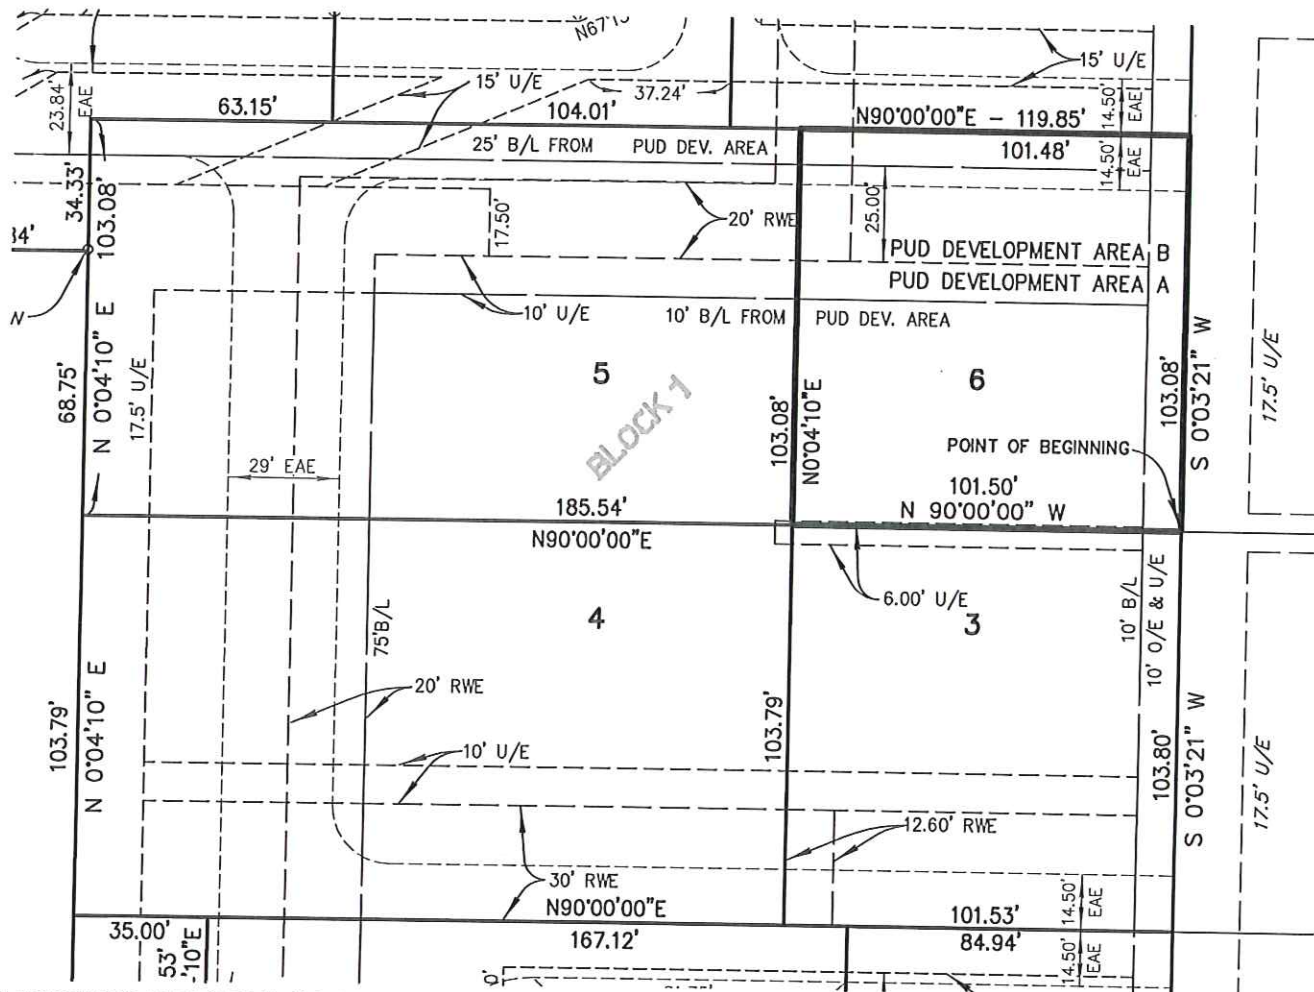 N67°15'
15' U/E
15' U/E
23.84'
EAE
63.15'
104.01'
37.24'
N90°00'00"E - 119.85'
14.50'
EAE
25' B/L FROM PUD DEV. AREA
101.48'
14.50'
EAE
34.33'
103.08'
17.50'
20' RWE
25.00'
34'
PUD DEVELOPMENT AREA B
PUD DEVELOPMENT AREA A
N
10' U/E
10' B/L FROM PUD DEV. AREA
68.75'
N 0°04'10" E
17.5' U/E
5
6
BLOCK 1
103.08'
N0°04'10"E
103.08'
S 0°03'21" W
17.5' U/E
29' EAE
POINT OF BEGINNING
185.54'
101.50'
N 90°00'00" W
N90°00'00"E
6.00' U/E
75'B/L
4
3
10' B/L
10' O/E & U/E
20' RWE
103.79'
N 0°04'10" E
10' U/E
103.79'
103.80'
S 0°03'21" W
17.5' U/E
12.60' RWE
30' RWE
N90°00'00"E
101.53'
14.50'
EAE
35.00'
53'
'10"E
167.12'
84.94'
14.50'
EAE